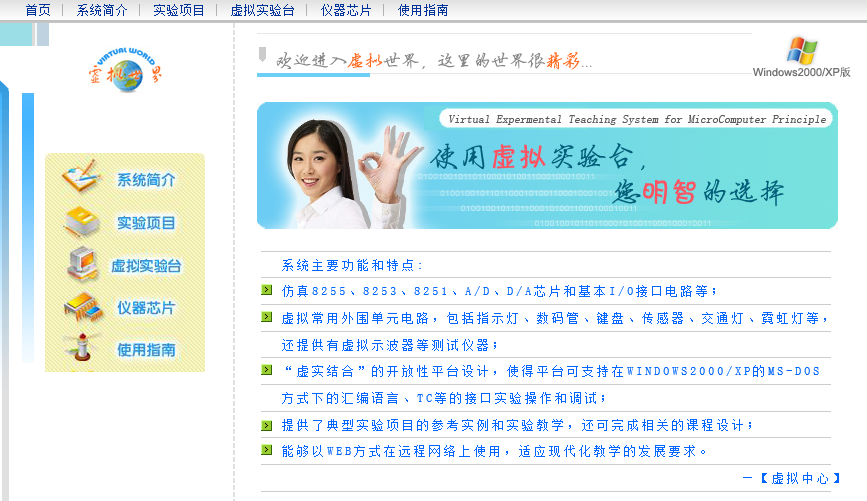 首页 | 系统简介 | 实验项目 | 虚拟实验台 | 仪器芯片 | 使用指南
VIRTUAL WORLD
虚拟世界
欢迎进入虚拟世界, 这里的世界很精彩...
Windows2000/XP版
Virtual Expermental Teaching System for MicroComputer Principle
使用虚拟实验台,
您明智的选择
系统简介
实验项目
虚拟实验台
仪器芯片
使用指南
系统主要功能和特点:
仿真8255、8253、8251、A/D、D/A芯片和基本I/O接口电路等;
虚拟常用外围单元电路,包括指示灯、数码管、键盘、传感器、交通灯、霓虹灯等,
还提供有虚拟示波器等测试仪器;
“虚实结合”的开放性平台设计,使得平台可支持在WINDOWS2000/XP的MS-DOS
方式下的汇编语言、TC等的接口实验操作和调试;
提供了典型实验项目的参考实例和实验教学,还可完成相关的课程设计;
能够以WEB方式在远程网络上使用,适应现代化教学的发展要求。
—【虚拟中心】